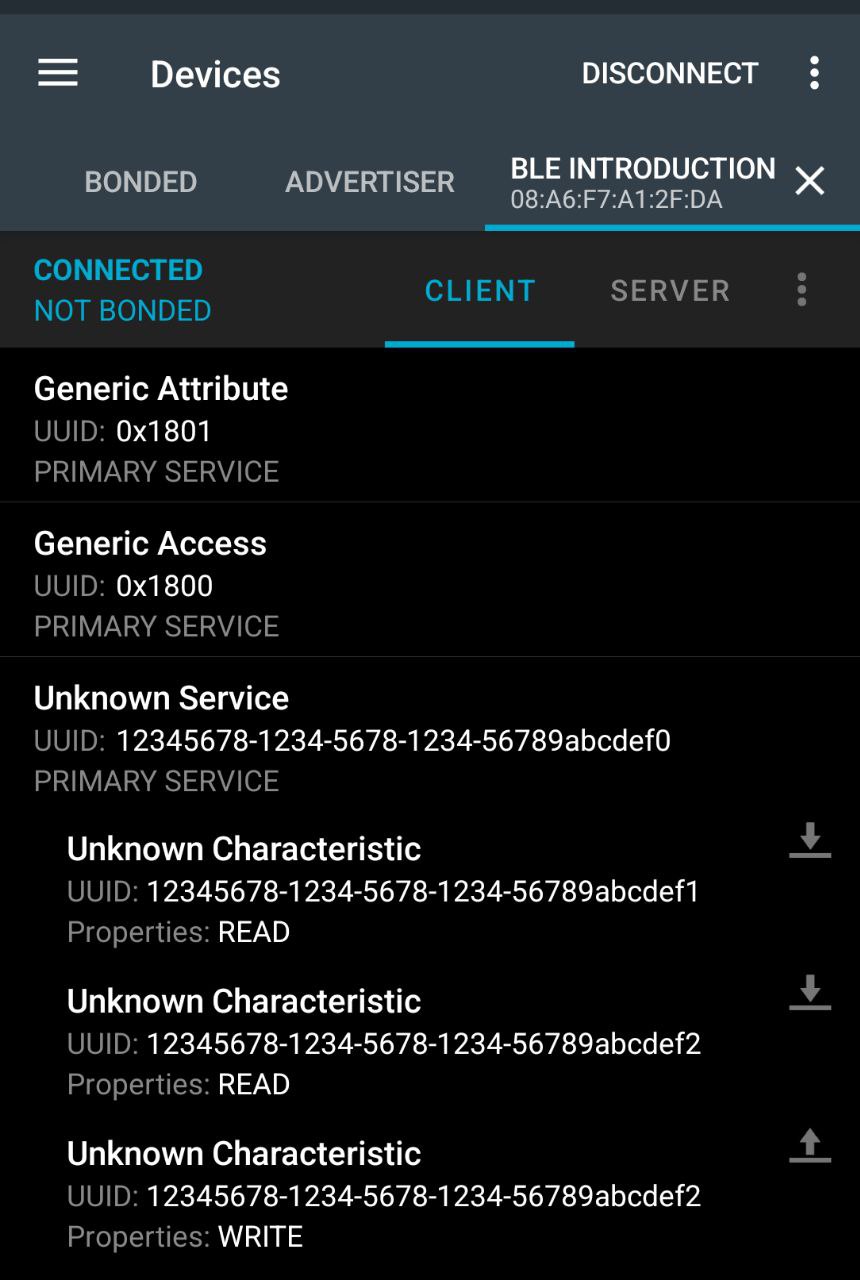 Devices
DISCONNECT
BONDED
ADVERTISER
BLE INTRODUCTION
08:A6:F7:A1:2F:DA
CONNECTED
NOT BONDED
CLIENT
SERVER
Generic Attribute
UUID: 0x1801
PRIMARY SERVICE
Generic Access
UUID: 0x1800
PRIMARY SERVICE
Unknown Service
UUID: 12345678-1234-5678-1234-56789abcdef0
PRIMARY SERVICE
Unknown Characteristic
UUID: 12345678-1234-5678-1234-56789abcdef1
Properties: READ
Unknown Characteristic
UUID: 12345678-1234-5678-1234-56789abcdef2
Properties: READ
Unknown Characteristic
UUID: 12345678-1234-5678-1234-56789abcdef2
Properties: WRITE